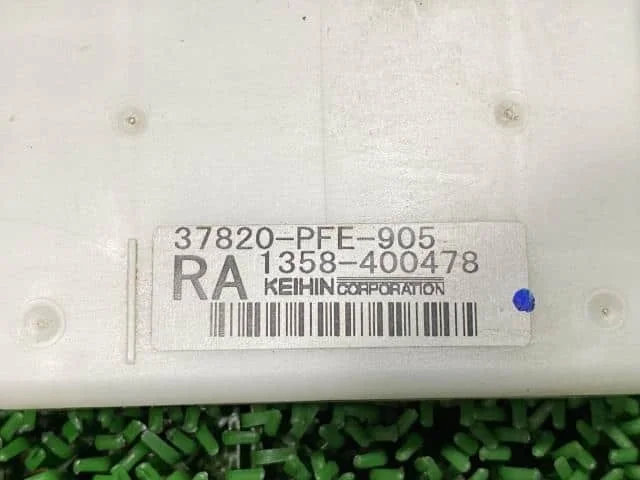 37820-PFE-905
RA 1358-400478
KEIHIN CORPORATION